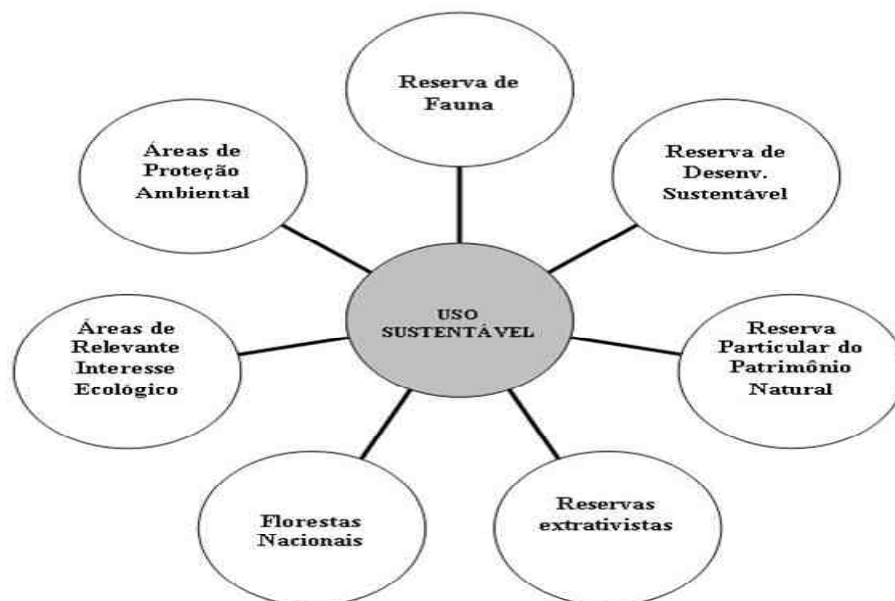 Reserva de
Fauna
Áreas de
Proteção
Ambiental
Reserva de
Desenv.
Sustentável
USO
SUSTENTÁVEL
Áreas de
Relevante
Interesse
Ecológico
Reserva
Particular do
Patrimônio
Natural
Florestas
Nacionais
Reservas
extrativistas